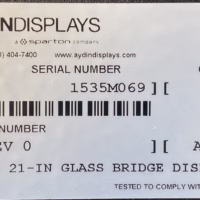 NDISPLAYS
a sparton company
) 404-7400 www.aydindisplays.com
SERIAL NUMBER
1535M069 ] [
NUMBER
EV 0 ] [ A
21-IN GLASS BRIDGE DIS
TESTED TO COMPLY WITH